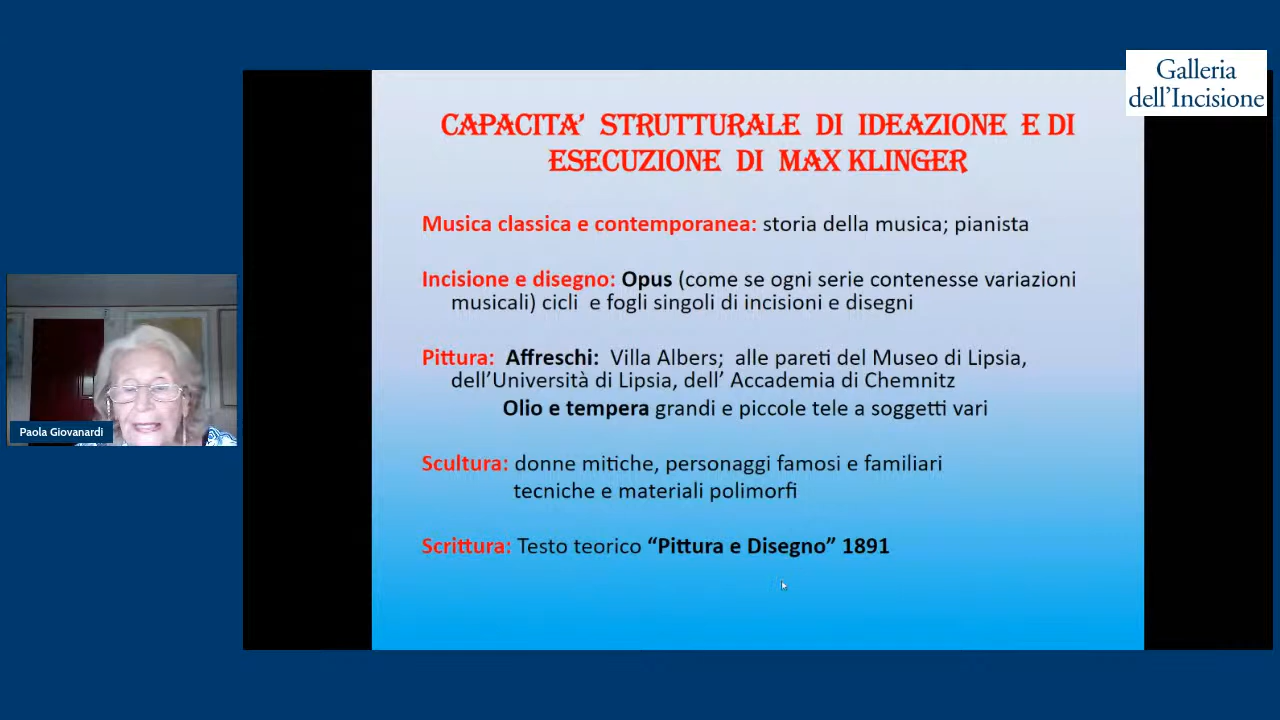 Galleria
dell'Incisione
CAPACITA' STRUTTURALE DI IDEAZIONE E DI
ESECUZIONE DI MAX KLINGER
Musica classica e contemporanea: storia della musica; pianista
Incisione e disegno: Opus (come se ogni serie contenesse variazioni
musicali) cicli e fogli singoli di incisioni e disegni
Pittura: Affreschi: Villa Albers; alle pareti del Museo di Lipsia,
dell'Università di Lipsia, dell' Accademia di Chemnitz
Olio e tempera grandi e piccole tele a soggetti vari
Scultura: donne mitiche, personaggi famosi e familiari
tecniche e materiali polimorfi
Scrittura: Testo teorico “Pittura e Disegno” 1891
Paola Giovanardi